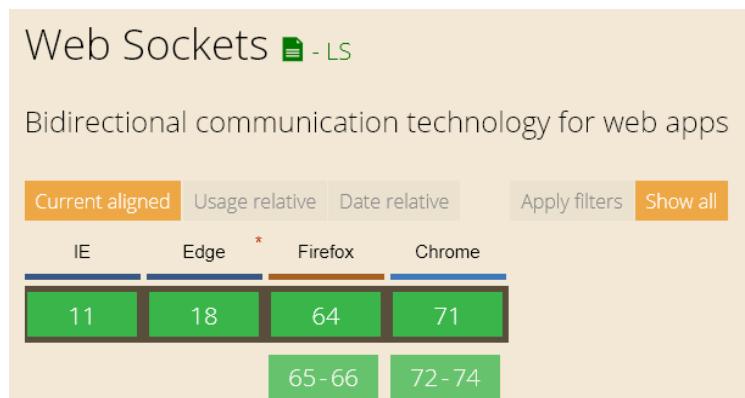 Web Sockets - LS
Bidirectional communication technology for web apps
Current aligned Usage relative Date relative Apply filters Show all
IE Edge * Firefox Chrome
11 18 64 71
65-66 72-74